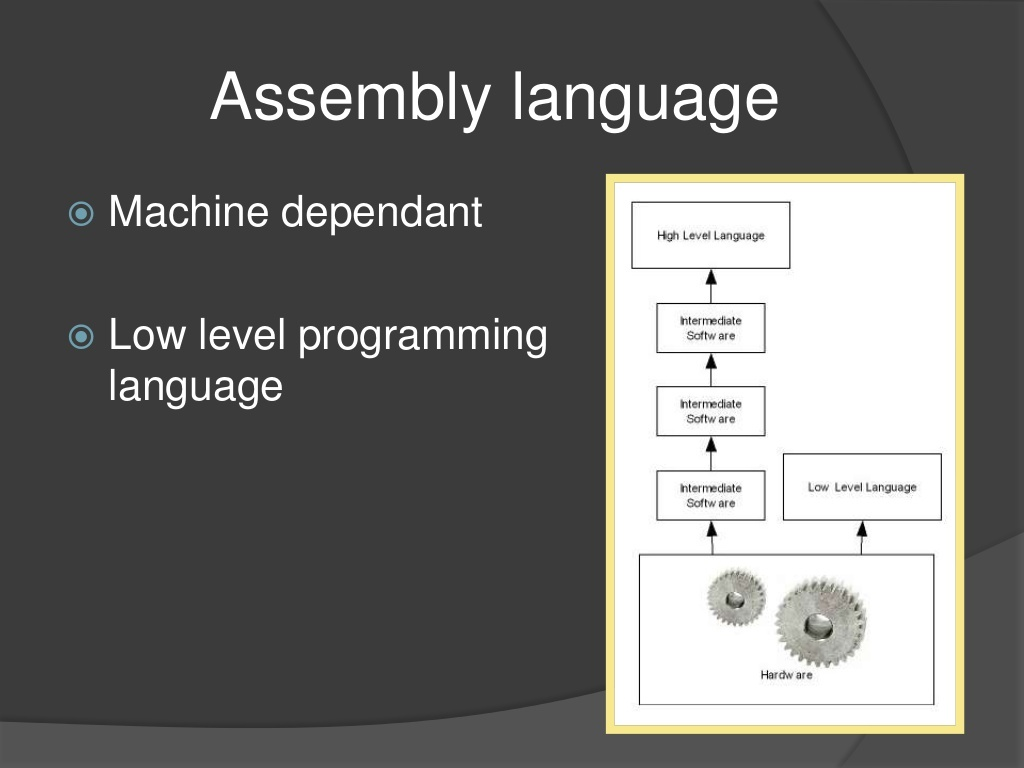 Assembly language
Machine dependant
Low level programming
language
High Level Language
Intermediate
Softw are
Intermediate
Softw are
Intermediate
Softw are
Low Level Language
Hardw are